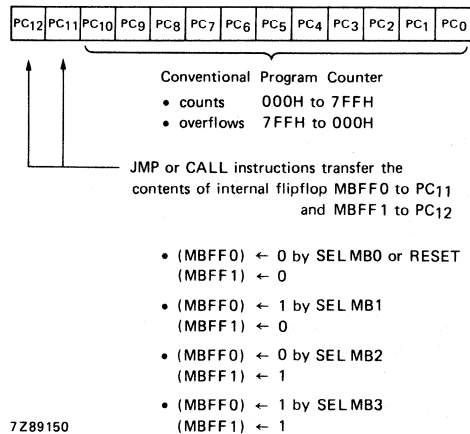 PC12 PC11 PC10 PC9 PC8 PC7 PC6 PC5 PC4 PC3 PC2 PC1 PC0
Conventional Program Counter
• counts 000H to 7FFH
• overflows 7FFH to 000H
JMP or CALL instructions transfer the
contents of internal flipflop MBFF0 to PC11
and MBFF1 to PC12
• (MBFF0) ← 0 by SEL MB0 or RESET
(MBFF1) ← 0
• (MBFF0) ← 1 by SEL MB1
(MBFF1) ← 0
• (MBFF0) ← 0 by SEL MB2
(MBFF1) ← 1
• (MBFF0) ← 1 by SEL MB3
(MBFF1) ← 1
7Z89150